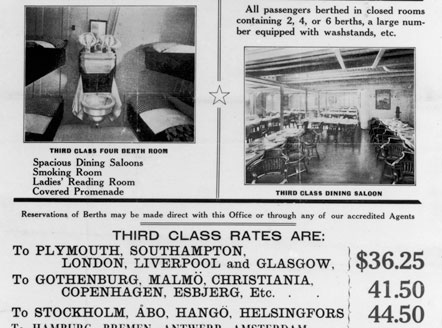 All passengers berthed in closed rooms
containing 2, 4, or 6 berths, a large num-
ber equipped with washstands, etc.
THIRD CLASS FOUR BERTH ROOM
Spacious Dining Saloons
Smoking Room
Ladies' Reading Room
Covered Promenade
THIRD CLASS DINING SALOON
Reservations of Berths may be made direct with this Office or through any of our accredited Agents
THIRD CLASS RATES ARE:
To PLYMOUTH, SOUTHAMPTON,
LONDON, LIVERPOOL and GLASGOW, $36.25
To GOTHENBURG, MALMÖ, CHRISTIANIA,
COPENHAGEN, ESBJERG, Etc. . . 41.50
To STOCKHOLM, ÅBO, HANGÖ, HELSINGFORS 44.50
To HAMBURG, BREMEN, ANTWERP, AMSTERDAM